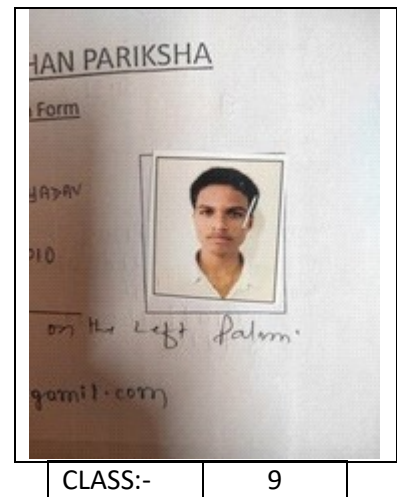 HAN PARIKSHA
Form
YADAV
010
on the Left Palm.
gamil.com
CLASS:- 9